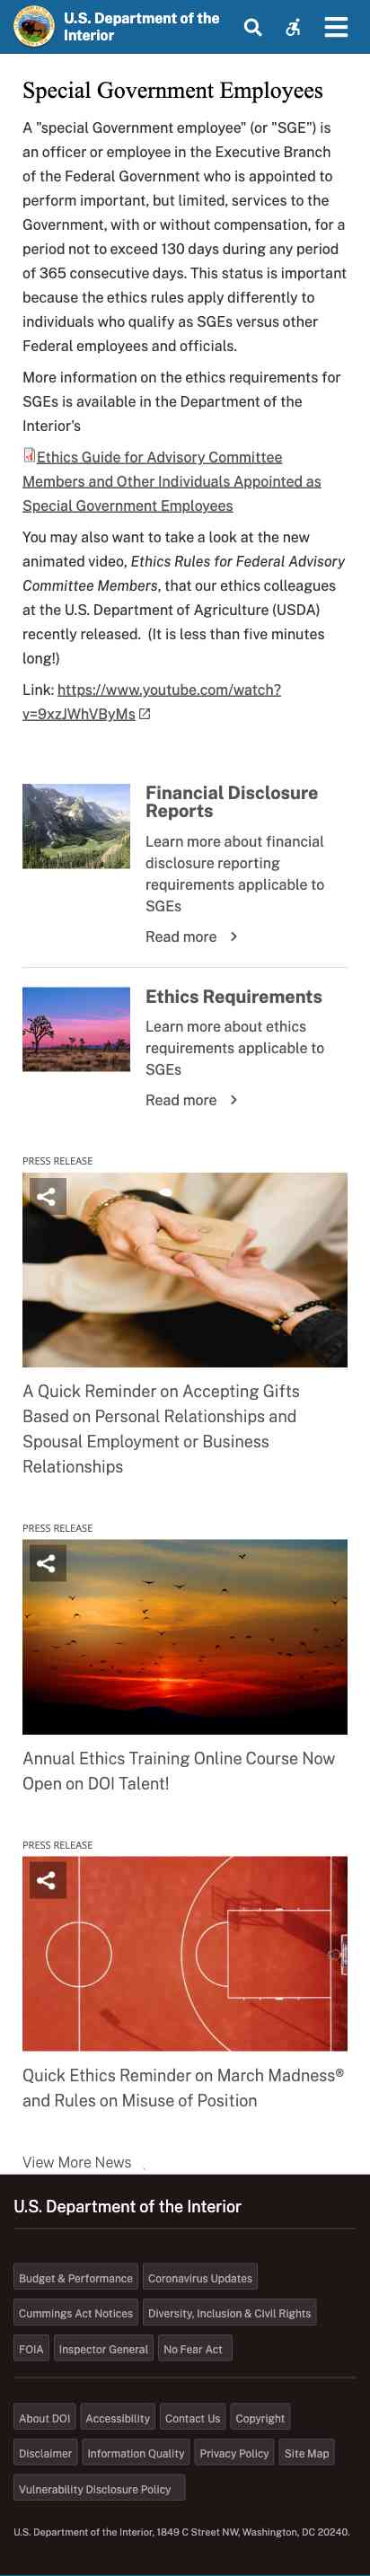 U.S. Department of the
Interior
Special Government Employees
A "special Government employee" (or "SGE") is
an officer or employee in the Executive Branch
of the Federal Government who is appointed to
perform important, but limited, services to the
Government, with or without compensation, for a
period not to exceed 130 days during any period
of 365 consecutive days. This status is important
because the ethics rules apply differently to
individuals who qualify as SGEs versus other
Federal employees and officials.
More information on the ethics requirements for
SGEs is available in the Department of the
Interior's
Ethics Guide for Advisory Committee
Members and Other Individuals Appointed as
Special Government Employees
You may also want to take a look at the new
animated video, Ethics Rules for Federal Advisory
Committee Members, that our ethics colleagues
at the U.S. Department of Agriculture (USDA)
recently released. (It is less than five minutes
long!)
Link: https://www.youtube.com/watch?
v=9xzJWhVByMs
Financial Disclosure
Reports
Learn more about financial
disclosure reporting
requirements applicable to
SGEs
Read more
Ethics Requirements
Learn more about ethics
requirements applicable to
SGEs
Read more
PRESS RELEASE
A Quick Reminder on Accepting Gifts
Based on Personal Relationships and
Spousal Employment or Business
Relationships
PRESS RELEASE
Annual Ethics Training Online Course Now
Open on DOI Talent!
PRESS RELEASE
Quick Ethics Reminder on March Madness®
and Rules on Misuse of Position
View More News
U.S. Department of the Interior
Budget & Performance Coronavirus Updates
Cummings Act Notices Diversity, Inclusion & Civil Rights
FOIA Inspector General No Fear Act
About DOI Accessibility Contact Us Copyright
Disclaimer Information Quality Privacy Policy Site Map
Vulnerability Disclosure Policy
U.S. Department of the Interior, 1849 C Street NW, Washington, DC 20240.